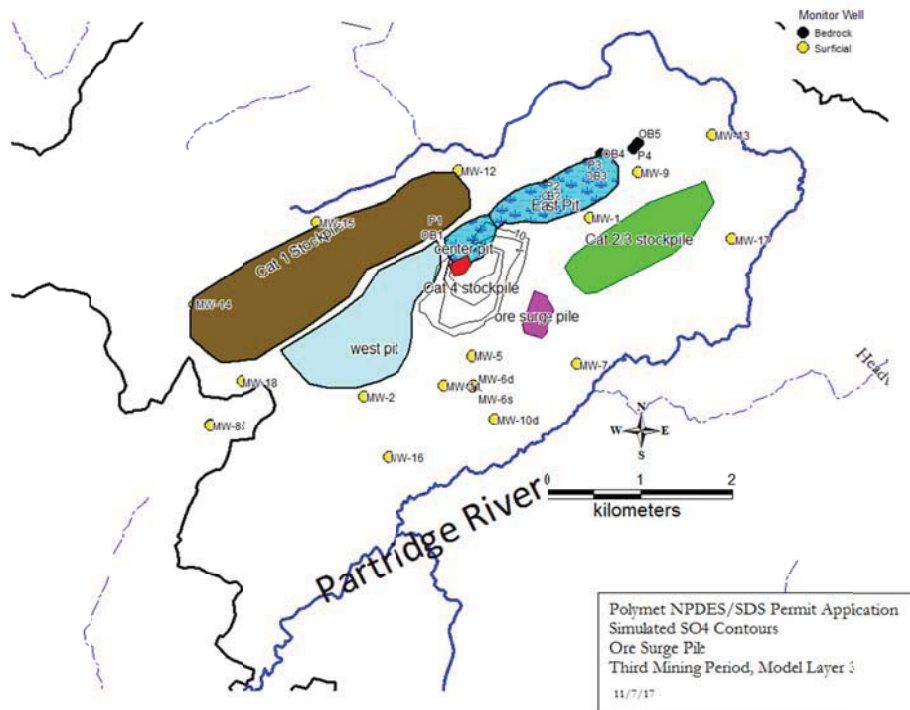 Monitor Well
Bedrock
Surficial
OB5
MW-13
OB4
P4
P3
OB3
MW-12
MW-9
P2
OB2
East Pit
MW-15
P1
MW-1
OB1
10
Cat 1 Stockpile
center pit
Cat 2/3 stockpile
MW-17
Cat 4 stockpile
MW-14
ore surge pile
west pit
MW-5
MW-7
Headw
MW-18
MW-6d
MW-2
MW-6s
MW-8
MW-10d
N
W E
S
MW-16
0 1 2
kilometers
Partridge River
Polymet NPDES/SDS Permit Application
Simulated SO4 Contours
Ore Surge Pile
Third Mining Period, Model Layer 3
11/7/17